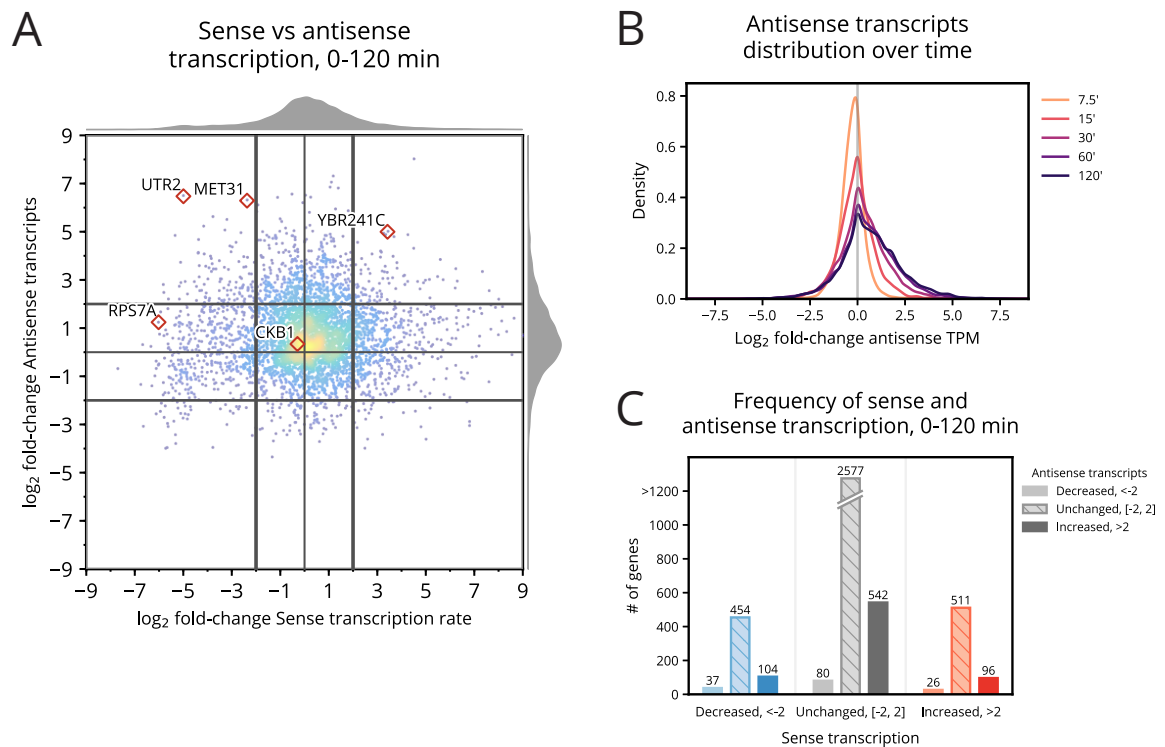 A
Sense vs antisense
transcription, 0-120 min
9
7
5
3
1
−1
−3
−5
−7
−9
log₂ fold-change Antisense transcripts
UTR2
MET31
YBR241C
RPS7A
CKB1
−9 −7 −5 −3 −1 1 3 5 7 9
log₂ fold-change Sense transcription rate
B
Antisense transcripts
distribution over time
0.8
0.6
0.4
0.2
0.0
Density
−7.5 −5.0 −2.5 0.0 2.5 5.0 7.5
Log₂ fold-change antisense TPM
7.5'
15'
30'
60'
120'
C
Frequency of sense and
antisense transcription, 0-120 min
>1200
1000
800
600
400
200
0
# of genes
37
454
104
80
2577
542
26
511
96
Decreased, <-2 Unchanged, [-2, 2] Increased, >2
Sense transcription
Antisense transcripts
Decreased, <-2
Unchanged, [-2, 2]
Increased, >2